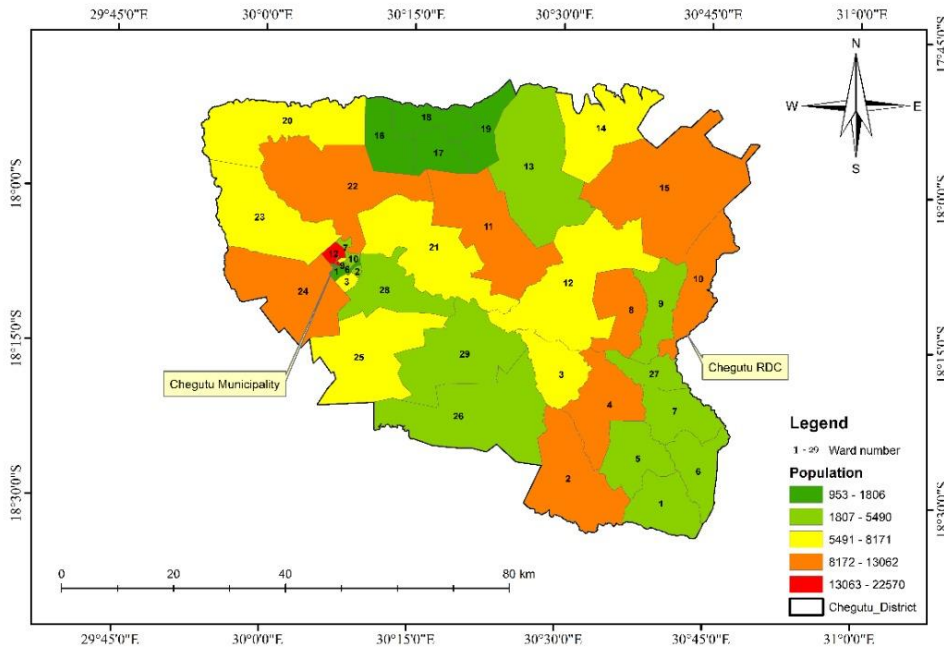 29°45'0"E 30°0'0"E 30°15'0"E 30°30'0"E 30°45'0"E 31°0'0"E
17°45'0"S
N
W E
S
20
16
18
19
17
13
14
15
18°0'0"S
18°0'0"S
22
23
11
21
7
10
1
6
2
3
24
28
12
8
9
10
18°15'0"S
18°15'0"S
25
29
3
27
Chegutu Municipality
Chegutu RDC
4
7
26
5
6
2
1
18°30'0"S
18°30'0"S
Legend
1 - 29 Ward number
Population
953 - 1806
1807 - 5490
5491 - 8171
8172 - 13062
13063 - 22570
Chegutu_District
0 20 40 80 km
29°45'0"E 30°0'0"E 30°15'0"E 30°30'0"E 30°45'0"E 31°0'0"E